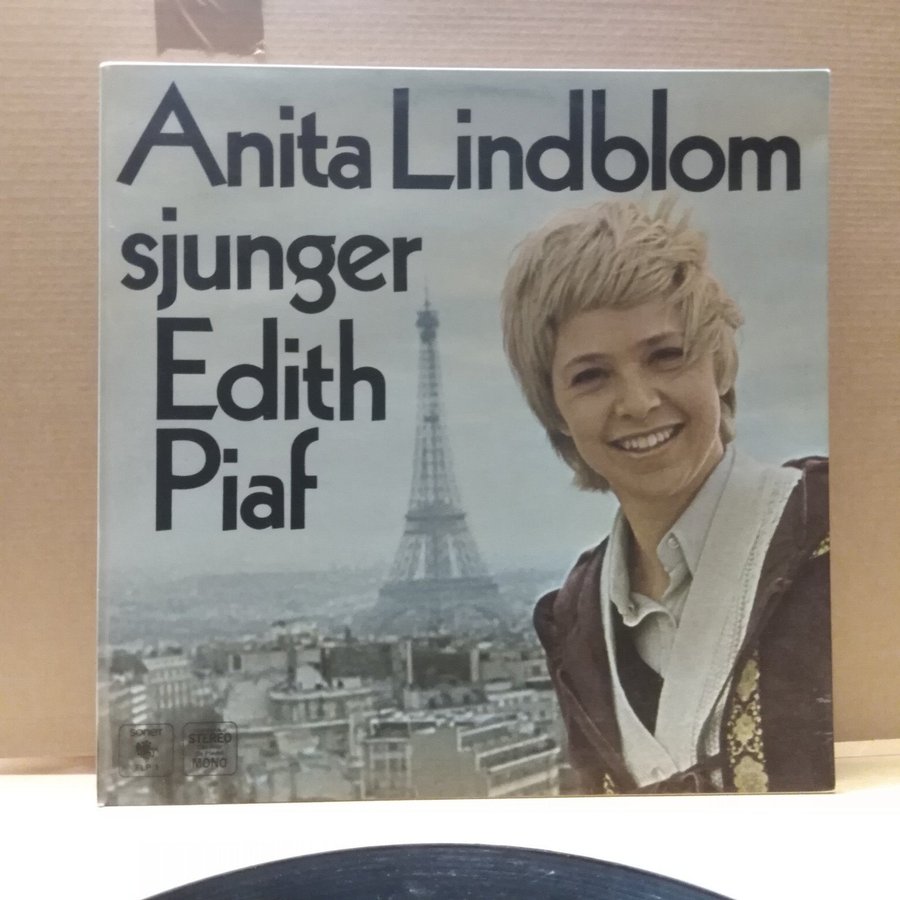 Anita Lindblom
sjunger
Edith
Piaf
STEREO
MONO